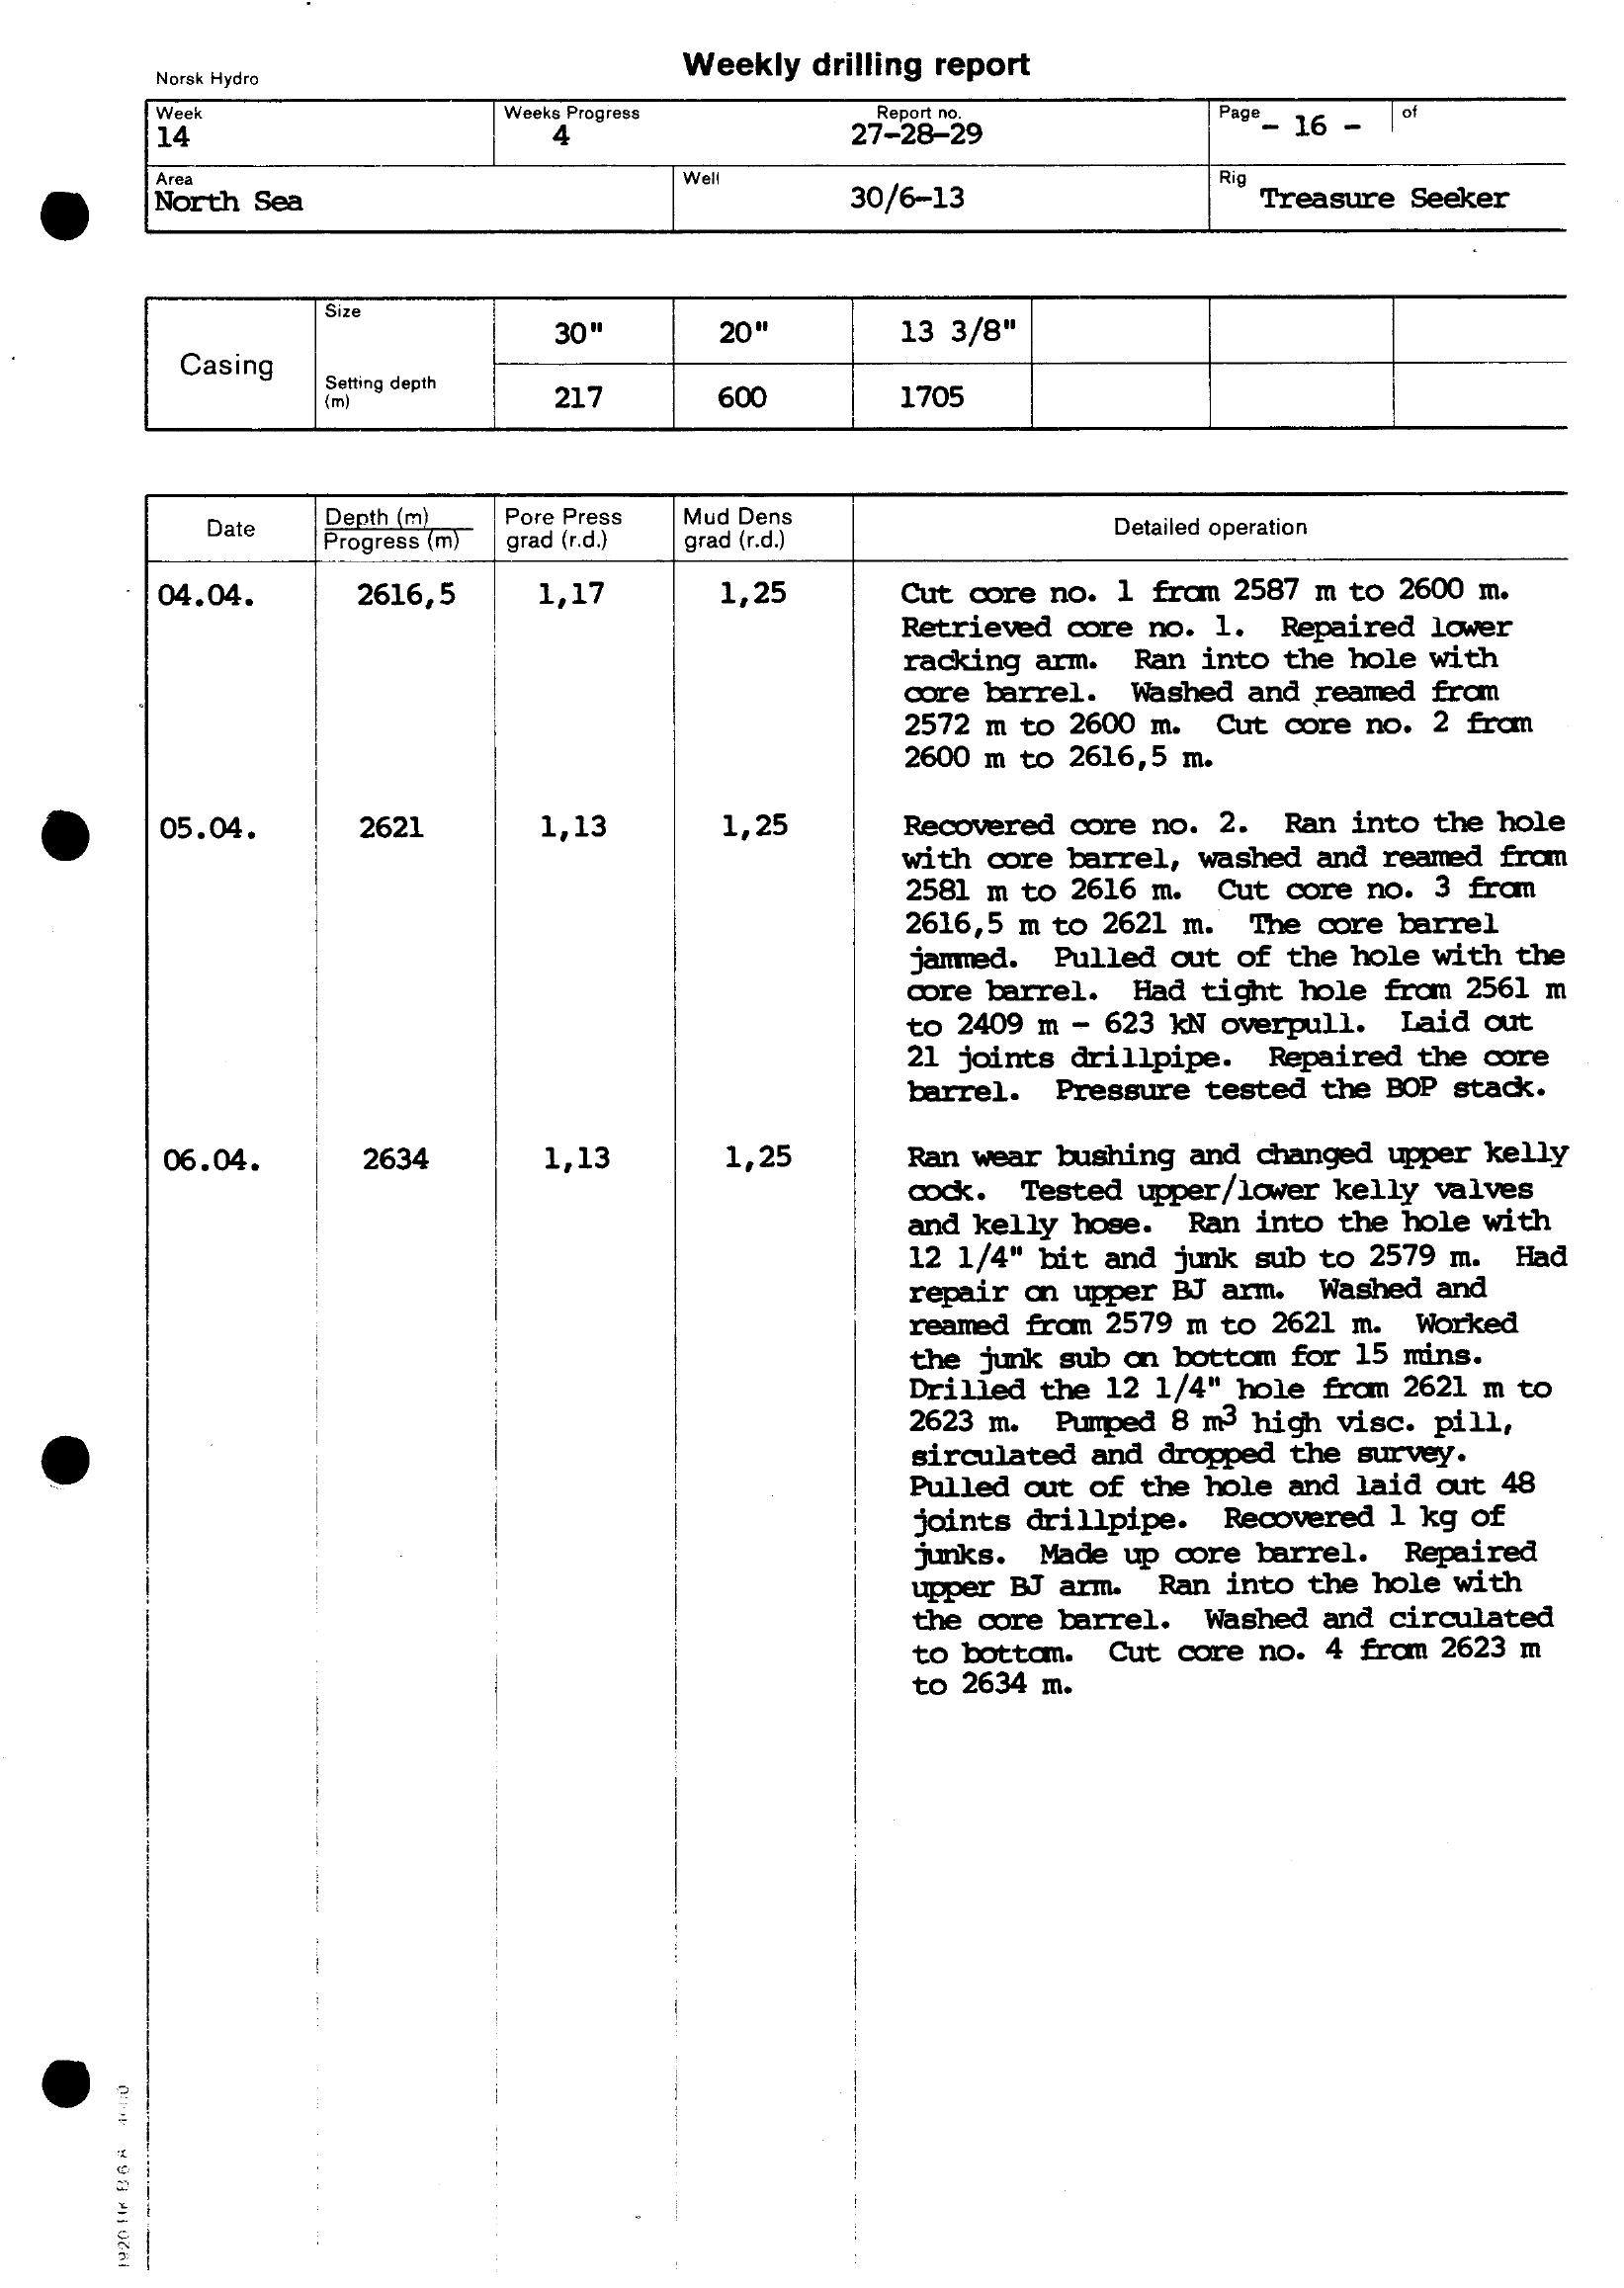 Weekly drilling report
Norsk Hydro
Week Weeks Progress Report no. Page of
14 4 27-28-29 - 16 -
Area Well Rig
North Sea 30/6-13 Treasure Seeker
Size
30" 20" 13 3/8"
Casing
Setting depth
(m)
217 600 1705
Date Depth (m) Pore Press Mud Dens Detailed operation
Progress (m) grad (r.d.) grad (r.d.)
04.04. 2616,5 1,17 1,25 Cut core no. 1 from 2587 m to 2600 m.
Retrieved core no. 1. Repaired lower
racking arm. Ran into the hole with
core barrel. Washed and reamed from
2572 m to 2600 m. Cut core no. 2 from
2600 m to 2616,5 m.
05.04. 2621 1,13 1,25 Recovered core no. 2. Ran into the hole
with core barrel, washed and reamed from
2581 m to 2616 m. Cut core no. 3 from
2616,5 m to 2621 m. The core barrel
jammed. Pulled out of the hole with the
core barrel. Had tight hole from 2561 m
to 2409 m - 623 kN overpull. Laid out
21 joints drillpipe. Repaired the core
barrel. Pressure tested the BOP stack.
06.04. 2634 1,13 1,25 Ran wear bushing and changed upper kelly
cock. Tested upper/lower kelly valves
and kelly hose. Ran into the hole with
12 1/4" bit and junk sub to 2579 m. Had
repair on upper BJ arm. Washed and
reamed from 2579 m to 2621 m. Worked
the junk sub on bottom for 15 mins.
Drilled the 12 1/4" hole from 2621 m to
2623 m. Pumped 8 m3 high visc. pill,
sirculated and dropped the survey.
Pulled out of the hole and laid out 48
joints drillpipe. Recovered 1 kg of
junks. Made up core barrel. Repaired
upper BJ arm. Ran into the hole with
the core barrel. Washed and circulated
to bottom. Cut core no. 4 from 2623 m
to 2634 m.